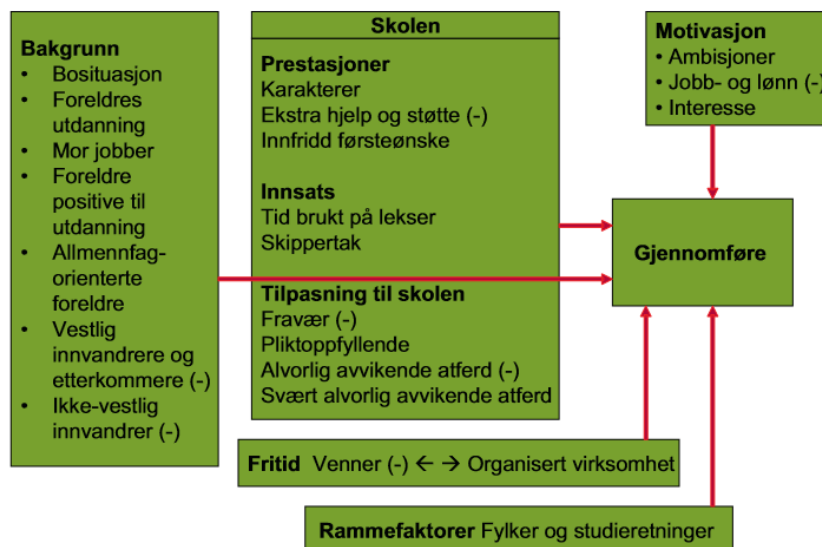 Bakgrunn
• Bosituasjon
• Foreldres
utdanning
• Mor jobber
• Foreldre
positive til
utdanning
• Allmennfag-
orienterte
foreldre
• Vestlig
innvandrere og
etterkommere (-)
• Ikke-vestlig
innvandrer (-)
Skolen
Prestasjoner
Karakterer
Ekstra hjelp og støtte (-)
Innfridd førsteønske
Innsats
Tid brukt på lekser
Skippertak
Tilpasning til skolen
Fravær (-)
Pliktoppfyllende
Alvorlig avvikende atferd (-)
Svært alvorlig avvikende atferd
Motivasjon
• Ambisjoner
• Jobb- og lønn (-)
• Interesse
Gjennomføre
Fritid Venner (-) ← → Organisert virksomhet
Rammefaktorer Fylker og studieretninger